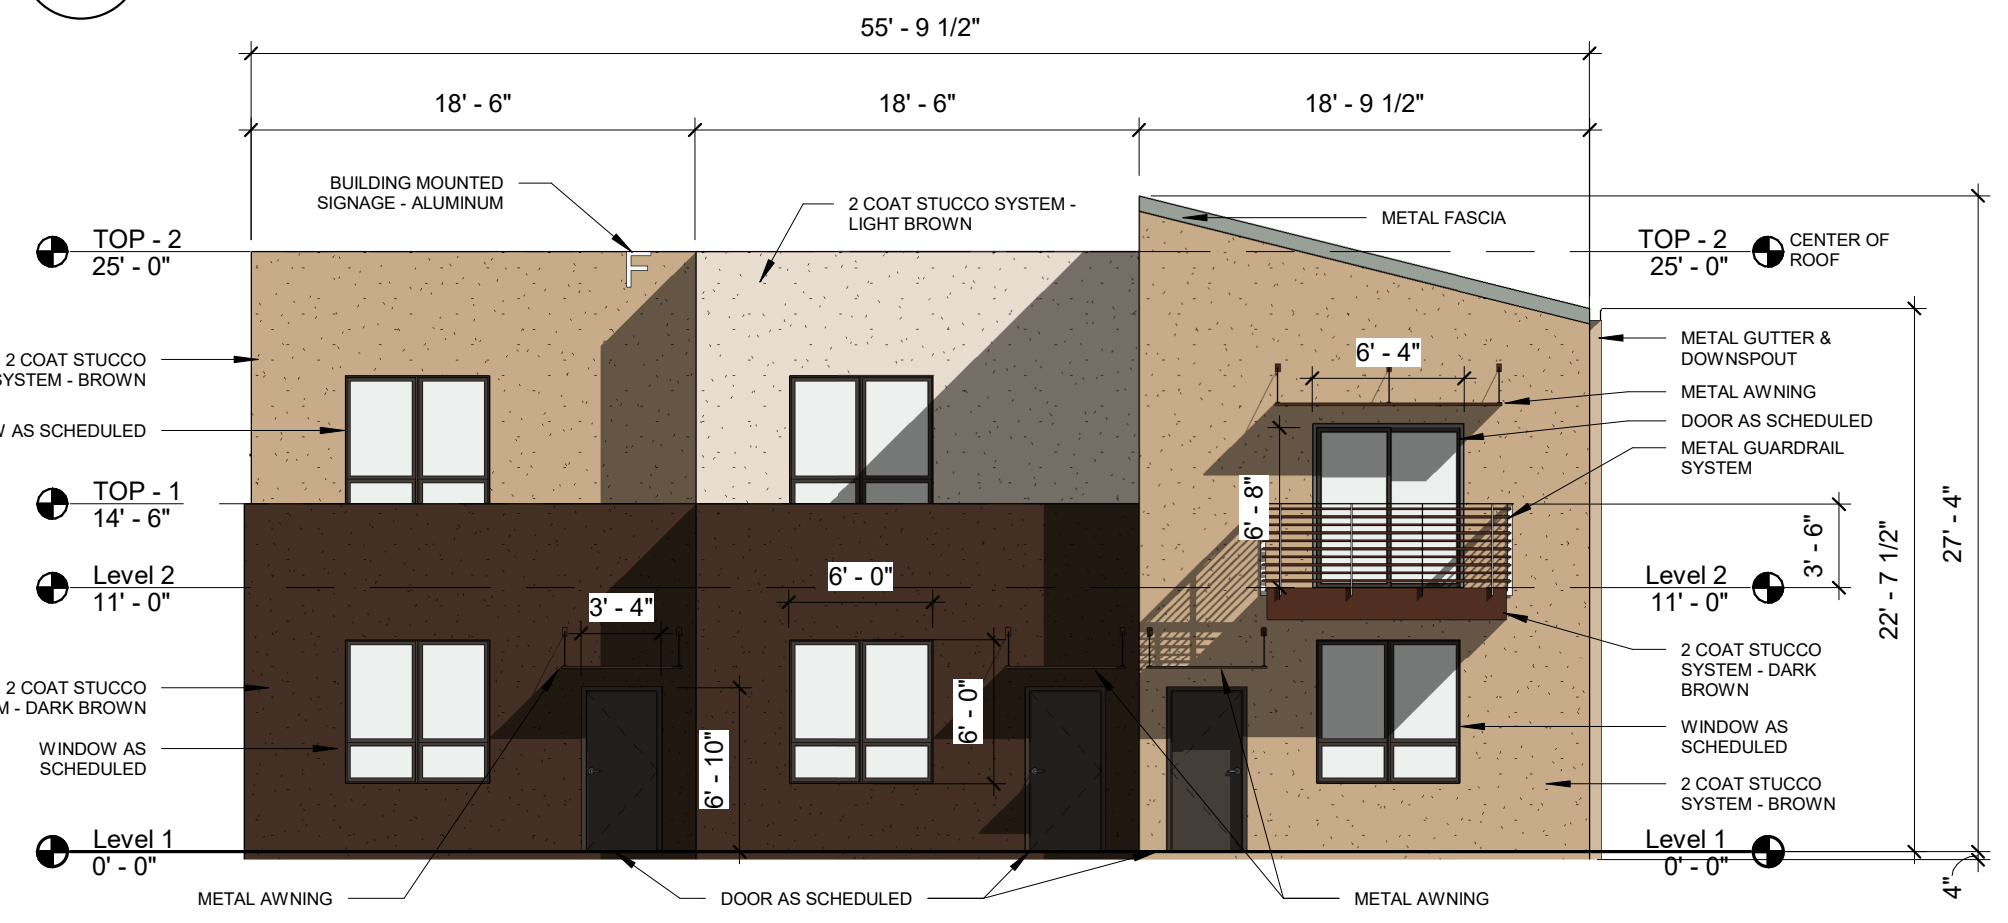 55' - 9 1/2"
18' - 6"
18' - 6"
18' - 9 1/2"
BUILDING MOUNTED
SIGNAGE - ALUMINUM
2 COAT STUCCO SYSTEM -
LIGHT BROWN
METAL FASCIA
TOP - 2
25' - 0"
F
TOP - 2
25' - 0"
CENTER OF
ROOF
2 COAT STUCCO
SYSTEM - BROWN
6' - 4"
METAL GUTTER &
DOWNSPOUT
METAL AWNING
AS SCHEDULED
DOOR AS SCHEDULED
METAL GUARDRAIL
SYSTEM
TOP - 1
14' - 6"
6' - 8"
3' - 6"
22' - 7 1/2"
27' - 4"
Level 2
11' - 0"
6' - 0"
3' - 4"
Level 2
11' - 0"
2 COAT STUCCO
- DARK BROWN
6' - 0"
6' - 10"
2 COAT STUCCO
SYSTEM - DARK
BROWN
WINDOW AS
SCHEDULED
WINDOW AS
SCHEDULED
2 COAT STUCCO
SYSTEM - BROWN
Level 1
0' - 0"
Level 1
0' - 0"
4"
METAL AWNING
DOOR AS SCHEDULED
METAL AWNING